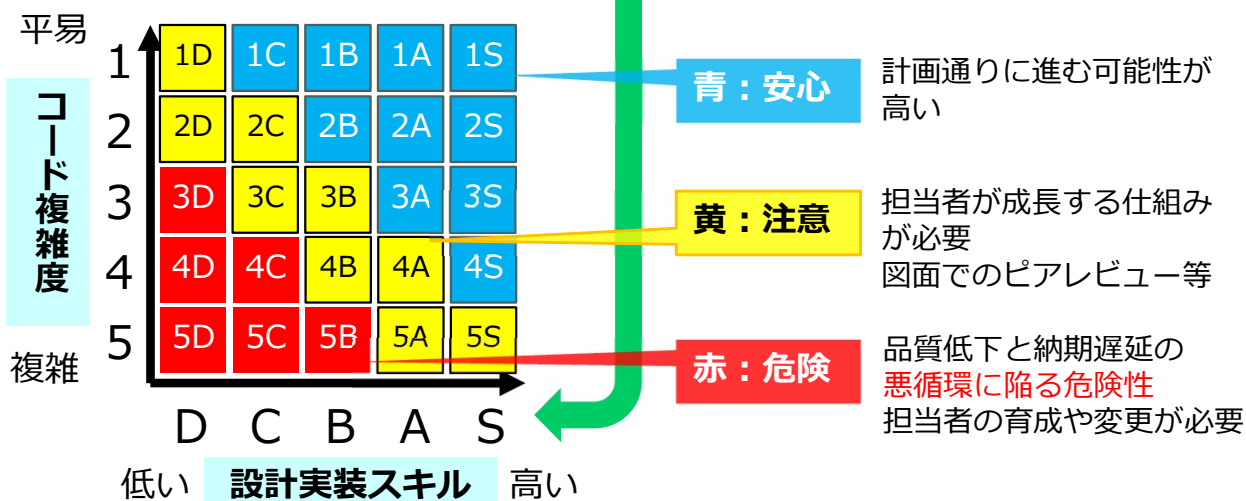 平易
コード複雑度
複雑
1 1D 1C 1B 1A 1S
2 2D 2C 2B 2A 2S
3 3D 3C 3B 3A 3S
4 4D 4C 4B 4A 4S
5 5D 5C 5B 5A 5S
D C B A S
低い 設計実装スキル 高い
青：安心
計画通りに進む可能性が
高い
黄：注意
担当者が成長する仕組み
が必要
図面でのピアレビュー等
赤：危険
品質低下と納期遅延の
悪循環に陥る危険性
担当者の育成や変更が必要